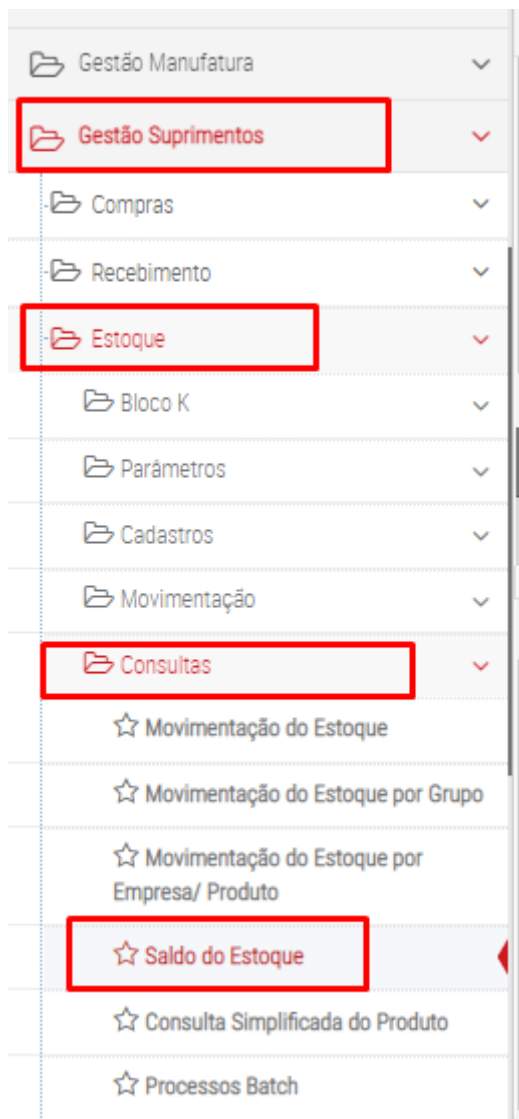 Gestão Manufatura
Gestão Suprimentos
Compras
Recebimento
Estoque
Bloco K
Parâmetros
Cadastros
Movimentação
Consultas
Movimentação do Estoque
Movimentação do Estoque por Grupo
Movimentação do Estoque por
Empresa/ Produto
Saldo do Estoque
Consulta Simplificada do Produto
Processos Batch